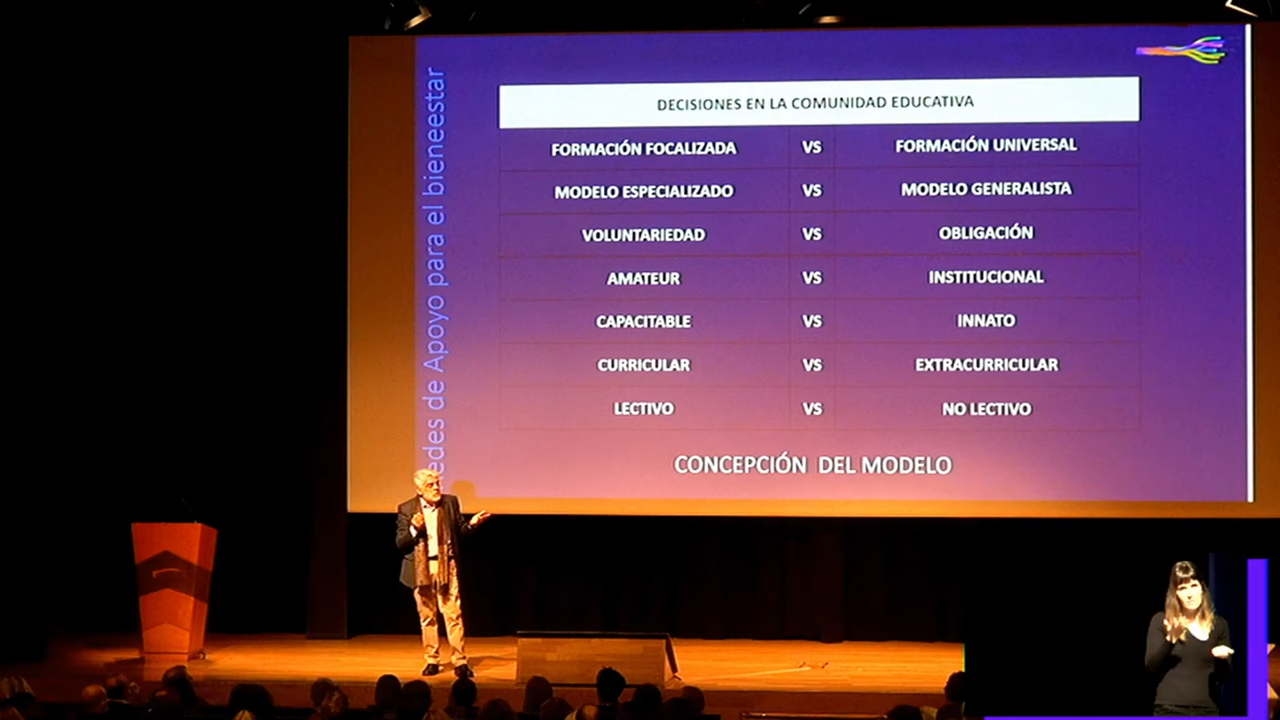 edes de Apoyo para el bieneestar
DECISIONES EN LA COMUNIDAD EDUCATIVA
FORMACIÓN FOCALIZADA VS FORMACIÓN UNIVERSAL
MODELO ESPECIALIZADO VS MODELO GENERALISTA
VOLUNTARIEDAD VS OBLIGACIÓN
AMATEUR VS INSTITUCIONAL
CAPACITABLE VS INNATO
CURRICULAR VS EXTRACURRICULAR
LECTIVO VS NO LECTIVO
CONCEPCIÓN DEL MODELO